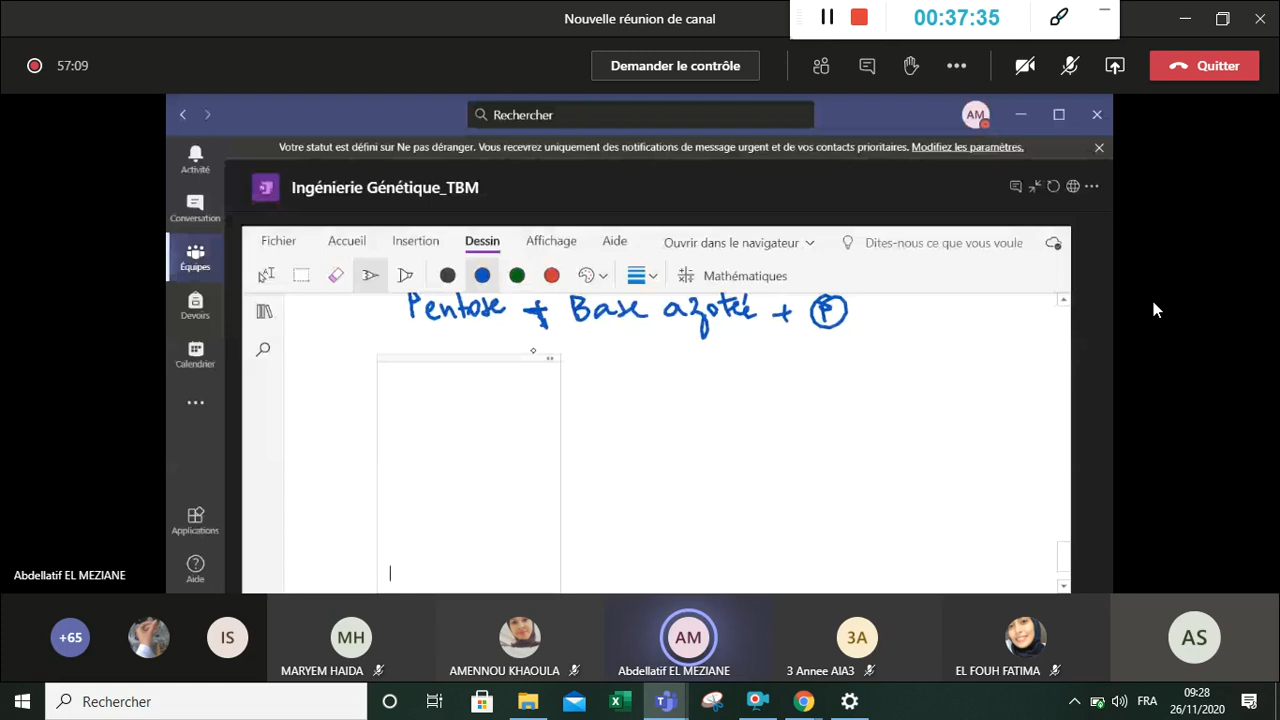 Nouvelle réunion de canal
00:37:35
57:09
Demander le contrôle
Quitter
Rechercher
AM
Votre statut est défini sur Ne pas déranger. Vous recevrez uniquement des notifications de message urgent et de vos contacts prioritaires. Modifiez les paramètres.
Activité
Conversation
Équipes
Devoirs
Calendrier
Applications
Aide
Ingénierie Génétique_TBM
Fichier Accueil Insertion Dessin Affichage Aide Ouvrir dans le navigateur Dites-nous ce que vous voule
Mathématiques
Pentose + Base azotée + P
Abdellatif EL MEZIANE
+65 IS MH AM 3A AS
MARYEM HAIDA AMENNOU KHAOULA Abdellatif EL MEZIANE 3 Annee AIA3 EL FOUH FATIMA
Rechercher
FRA
09:28
26/11/2020